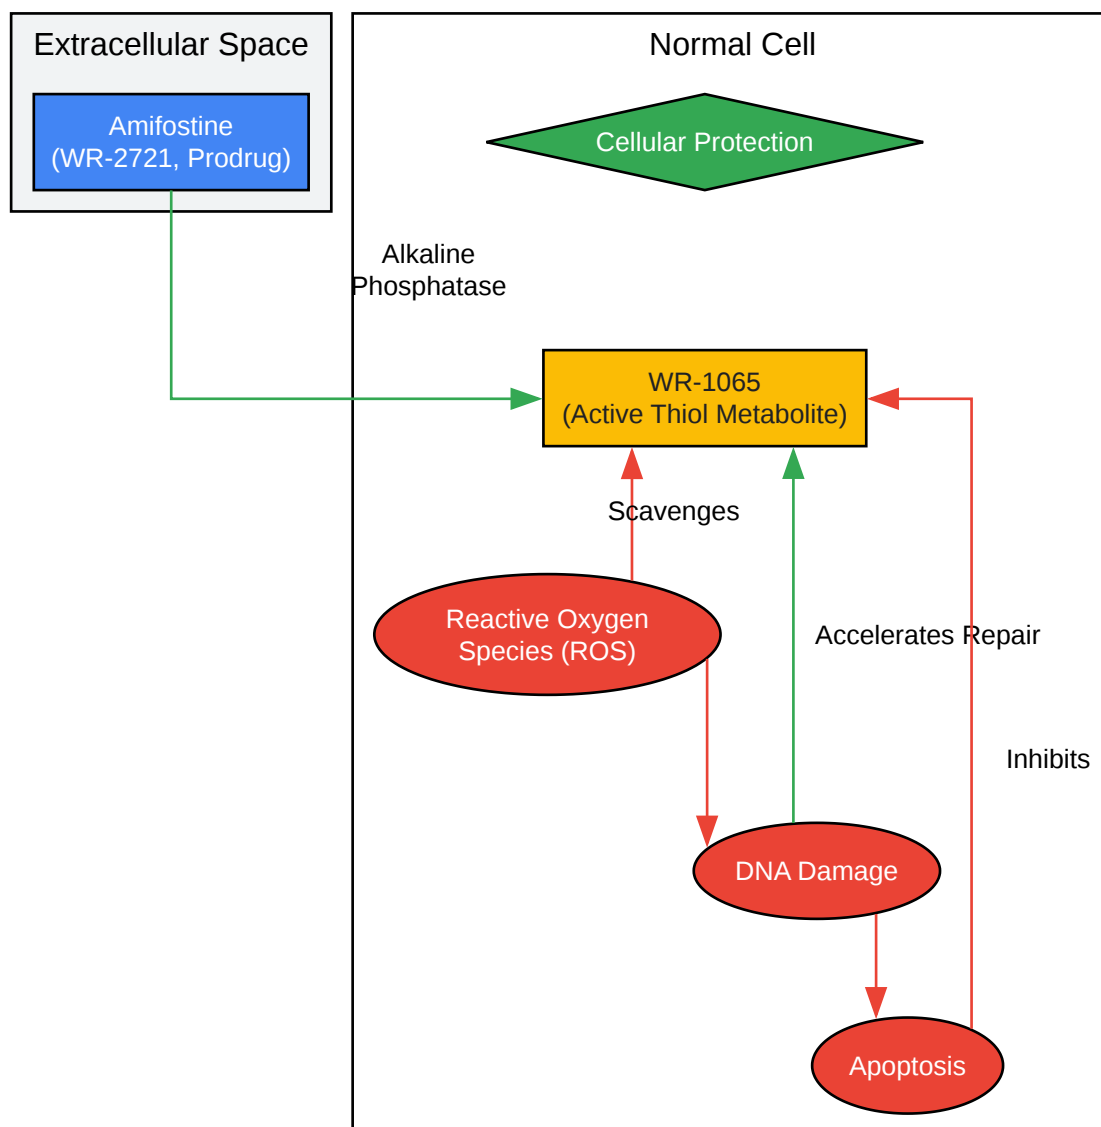 Extracellular Space
Normal Cell
Amifostine
(WR-2721, Prodrug)
Cellular Protection
Alkaline
Phosphatase
WR-1065
(Active Thiol Metabolite)
Scavenges
Reactive Oxygen
Species (ROS)
Accelerates Repair
Inhibits
DNA Damage
Apoptosis